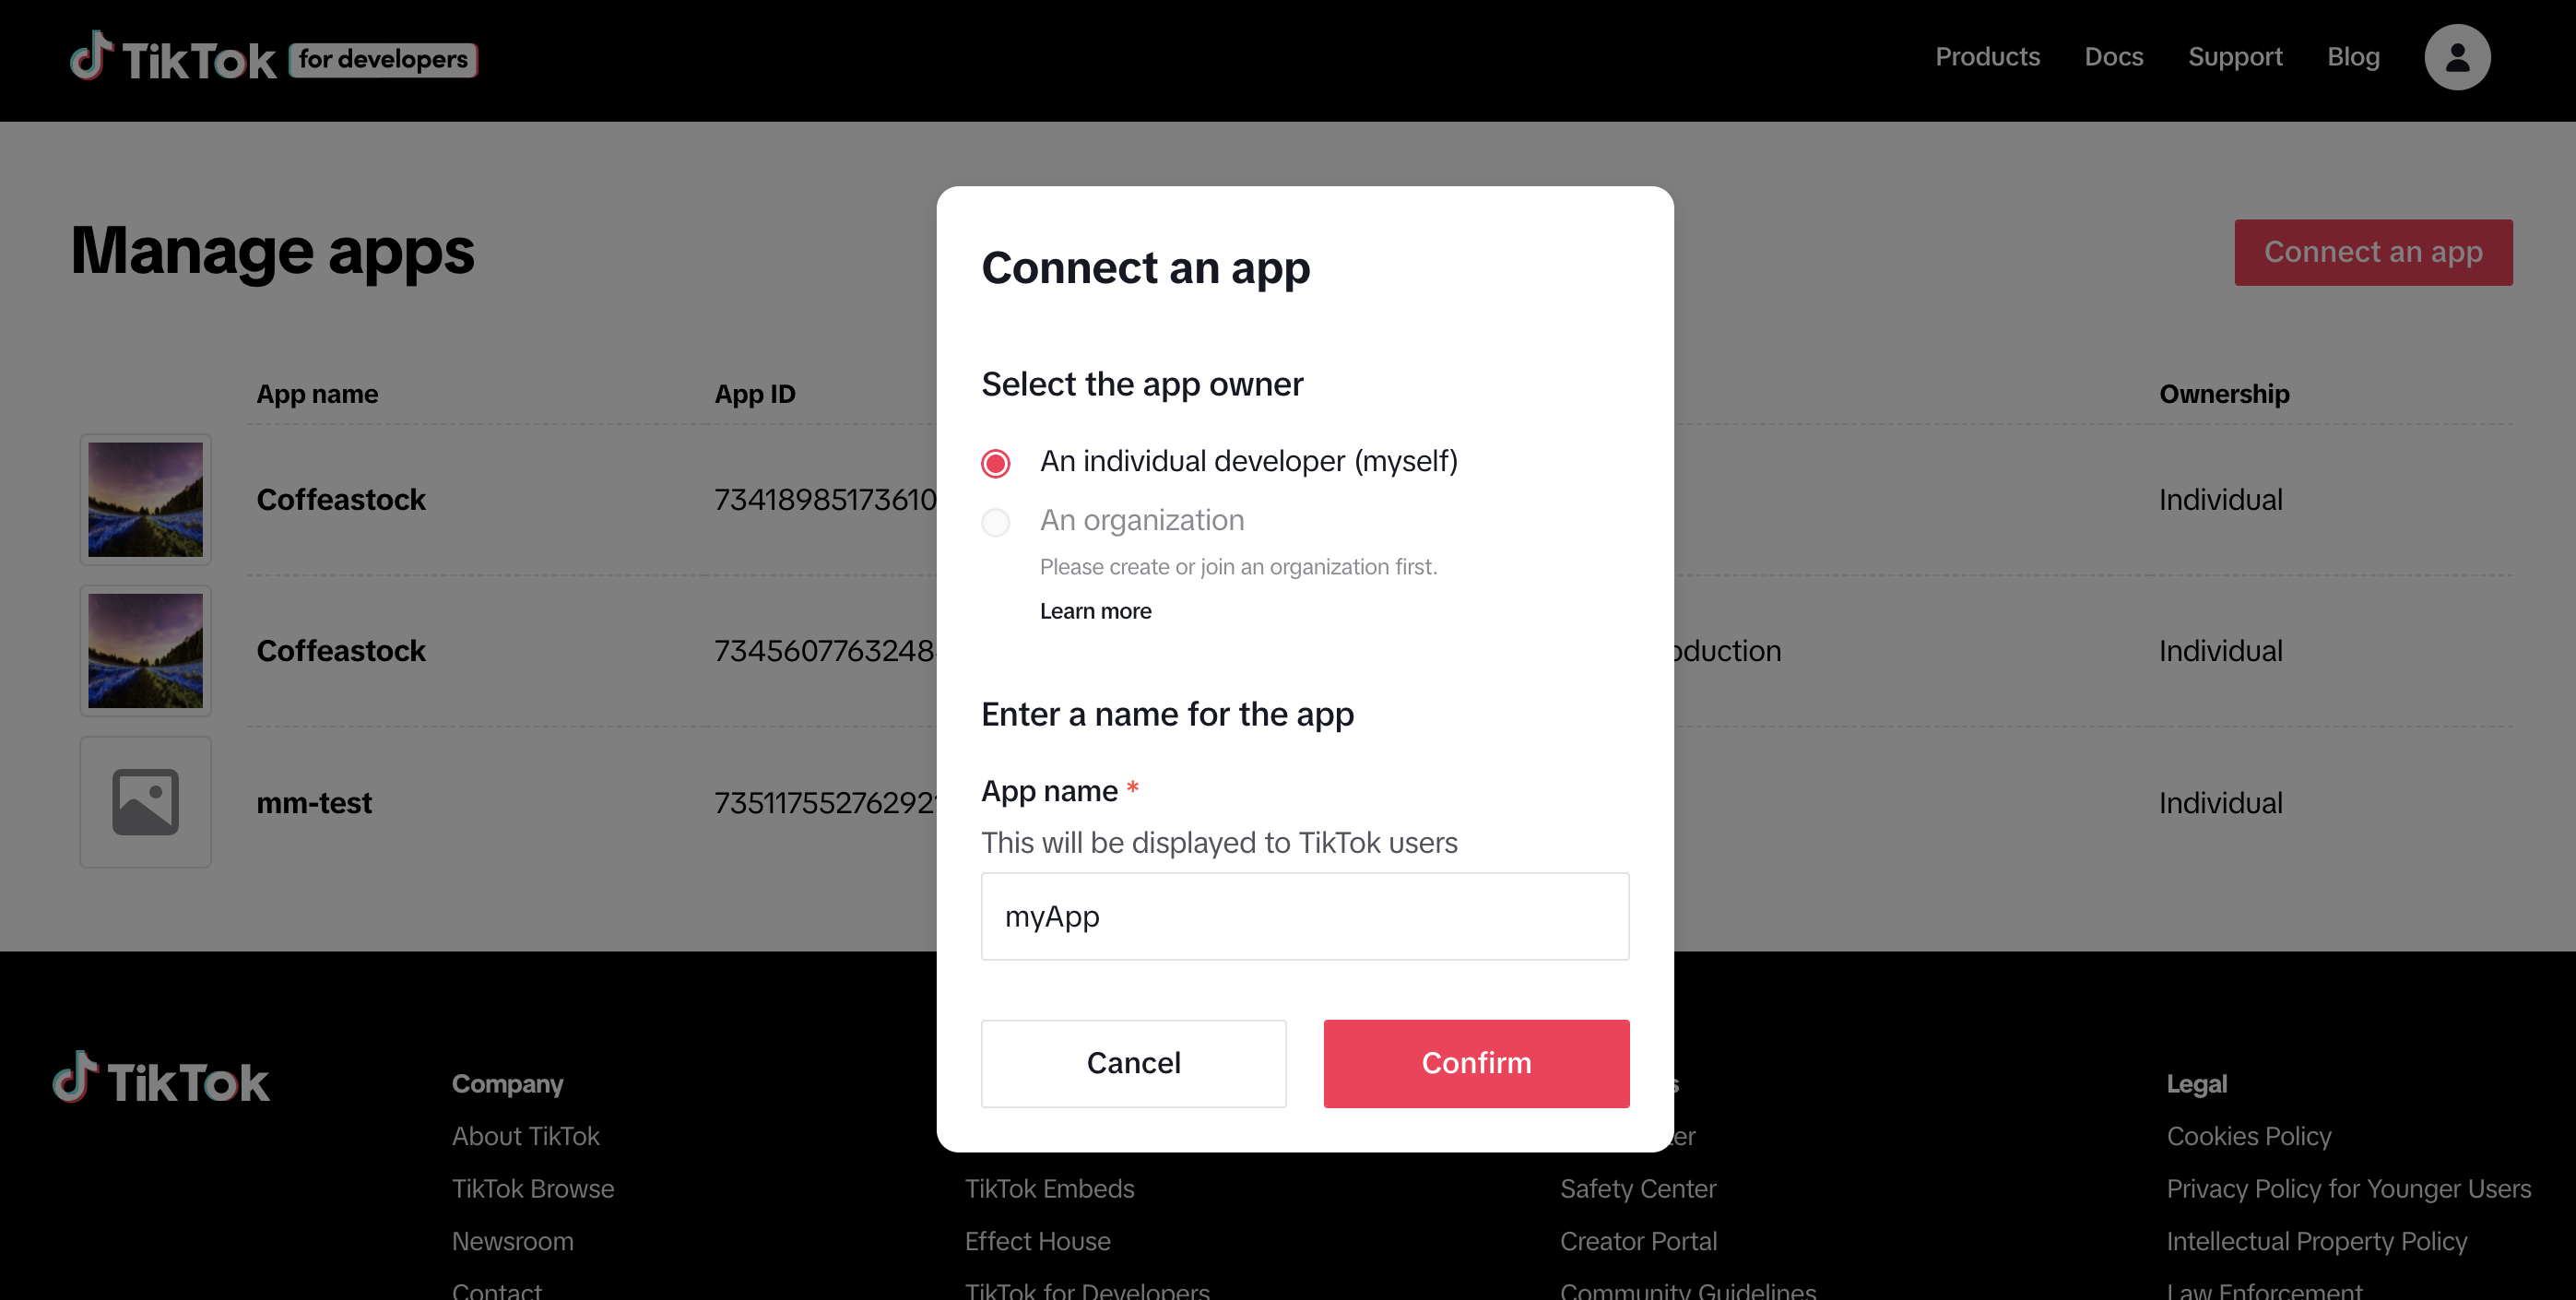 TikTok for developers
Products Docs Support Blog
Manage apps
Connect an app
App name App ID Ownership
Coffeastock 73418985173610 Individual
Coffeastock 7345607763248 Individual
mm-test 73511755276292 Individual
Connect an app
Select the app owner
An individual developer (myself)
An organization
Please create or join an organization first.
Learn more
Enter a name for the app
App name *
This will be displayed to TikTok users
myApp
Cancel Confirm
TikTok
Company
About TikTok
TikTok Browse
Newsroom
Contact
TikTok Embeds
Effect House
TikTok for Developers
Safety Center
Creator Portal
Community Guidelines
Legal
Cookies Policy
Privacy Policy for Younger Users
Intellectual Property Policy
Law Enforcement